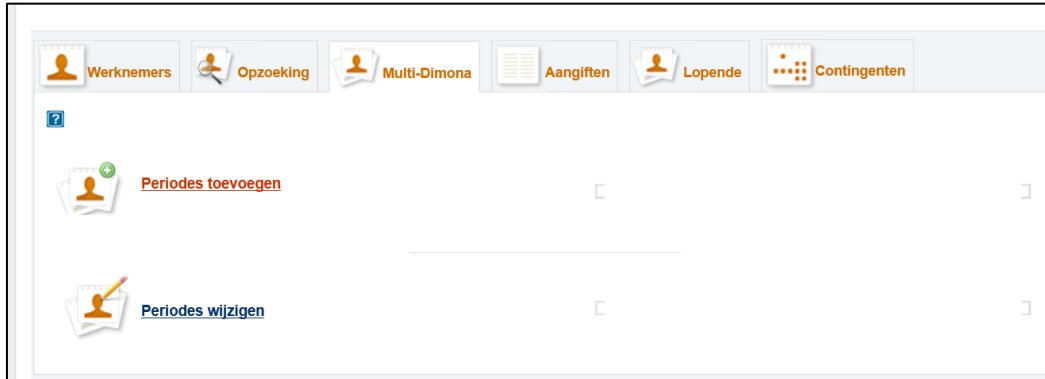 Werknemers Opzoeking Multi-Dimona Aangiften Lopende Contingenten
?
Periodes toevoegen
Periodes wijzigen